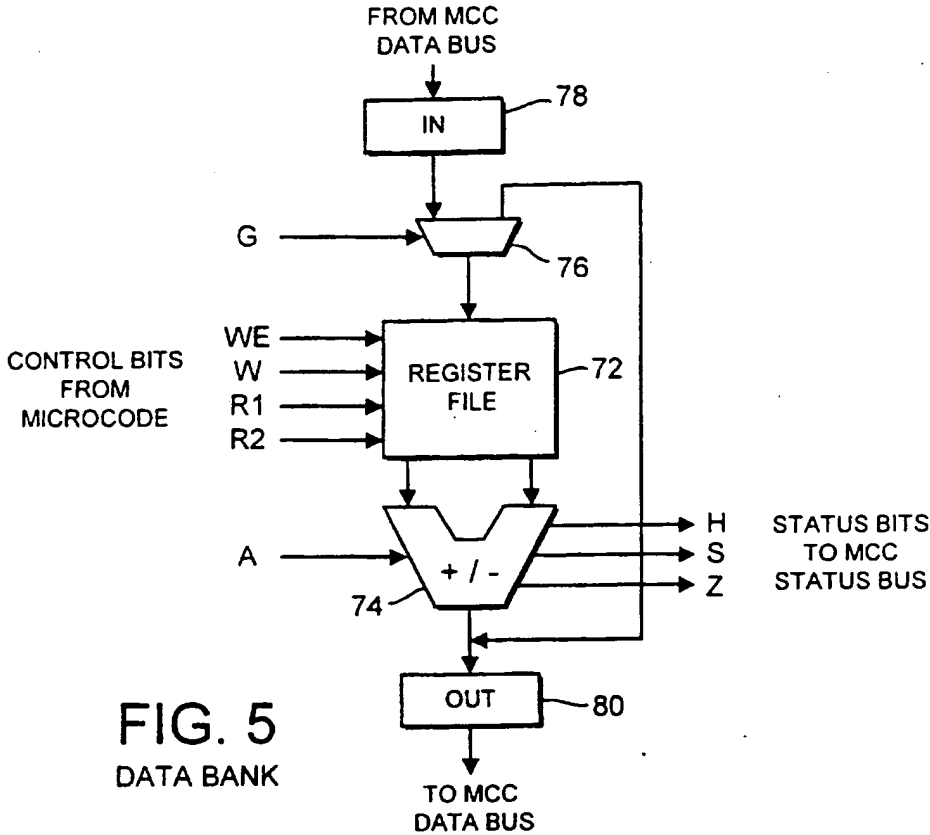 FROM MCC
DATA BUS
78
IN
G
76
WE
W
R1
R2
CONTROL BITS
FROM
MICROCODE
REGISTER
FILE
72
A
+ / -
74
H
S
Z
STATUS BITS
TO MCC
STATUS BUS
OUT
80
FIG. 5
DATA BANK
TO MCC
DATA BUS